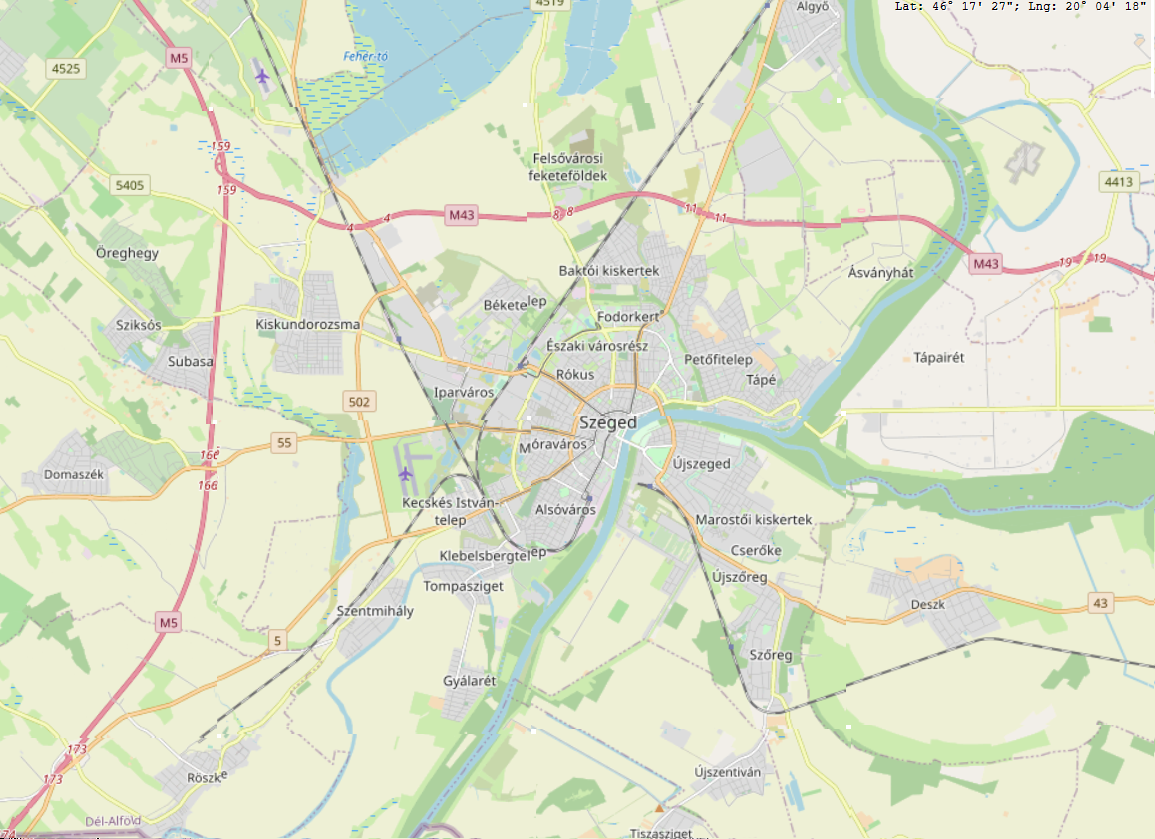 4519
Algyő
Lat: 46° 17' 27"; Lng: 20° 04' 18"
M5
Fehér-tó
4525
159
Felsővárosi
feketeföldek
5405
159
4413
M43
8 8
11
11
4
4
Öreghegy
M43
19
19
Baktói kiskertek
Ásványhát
Béketelep
Fodorkert
Sziksós
Kiskundorozsma
Északi városrész
Subasa
Petőfitelep
Tápairét
Rókus
Tápé
Iparváros
502
Szeged
55
Móraváros
166
Újszeged
Domaszék
166
Kecskés István-
telep
Alsóváros
Marostői kiskertek
Klebelsbergtelep
Cserőke
Tompasziget
Újszőreg
Deszk
43
Szentmihály
M5
5
Szőreg
Gyálarét
173
173
Röszke
Újszentiván
Dél-Alföld
Tiszasziget
174